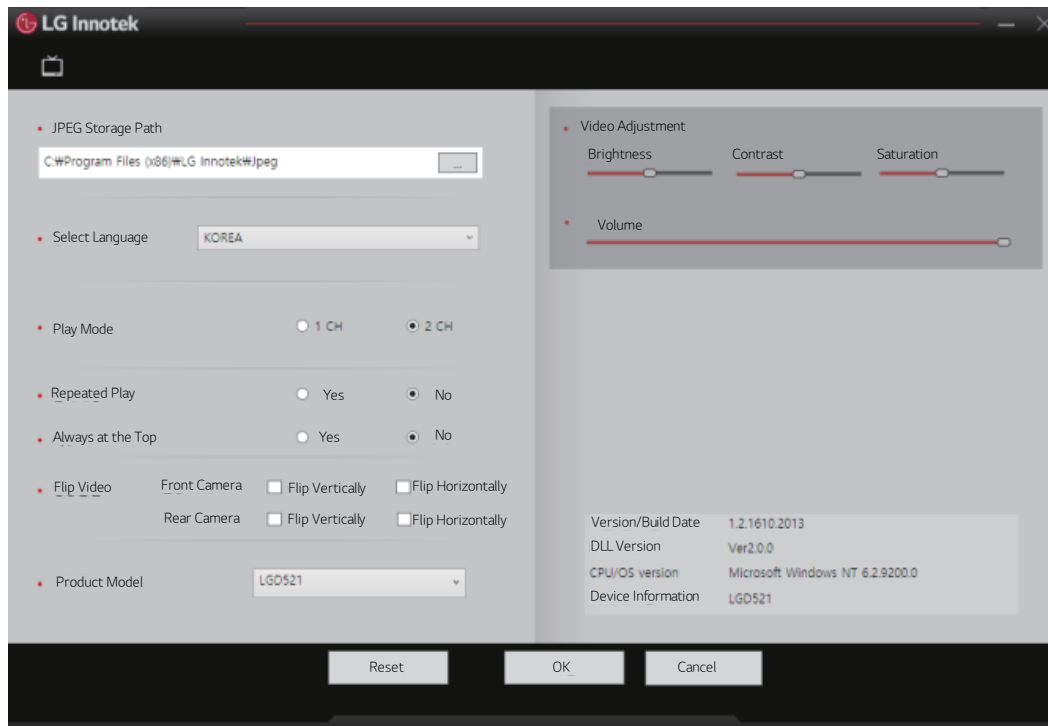 LG Innotek
JPEG Storage Path
C:₩Program Files (x86)₩LG Innotek₩Jpeg
...
Select Language KOREA
Play Mode 1 CH 2 CH
Repeated Play Yes No
Always at the Top Yes No
Flip Video Front Camera Flip Vertically Flip Horizontally
Rear Camera Flip Vertically Flip Horizontally
Product Model LGD521
Video Adjustment
Brightness Contrast Saturation
Volume
Version/Build Date 1.2.1610.2013
DLL Version Ver2.0.0
CPU/OS version Microsoft Windows NT 6.2.9200.0
Device Information LGD521
Reset OK Cancel